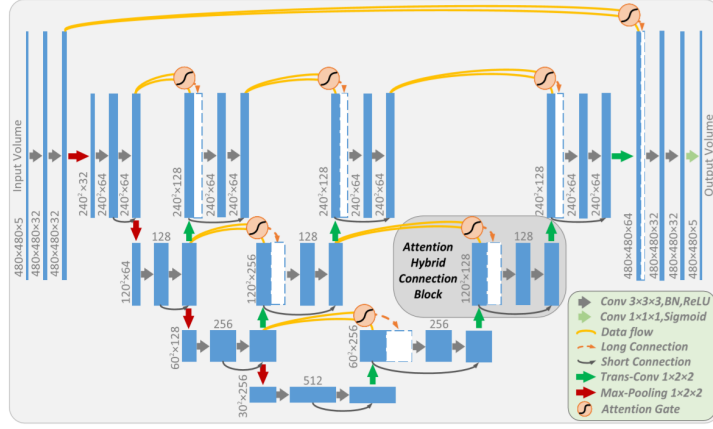 Input Volume
480×480×5
480×480×32
480×480×32
240²×32
240²×64
240²×64
240²×128
240²×64
240²×64
240²×128
240²×64
240²×64
240²×128
240²×64
240²×64
480×480×64
480×480×32
480×480×32
480×480×5
Output Volume
120²×64
128
120²×256
128
Attention
Hybrid
Connection
Block
120²×128
128
60²×128
256
60²×256
256
30²×256
512
Conv 3×3×3,BN,ReLU
Conv 1×1×1,Sigmoid
Data flow
Long Connection
Short Connection
Trans-Conv 1×2×2
Max-Pooling 1×2×2
Attention Gate